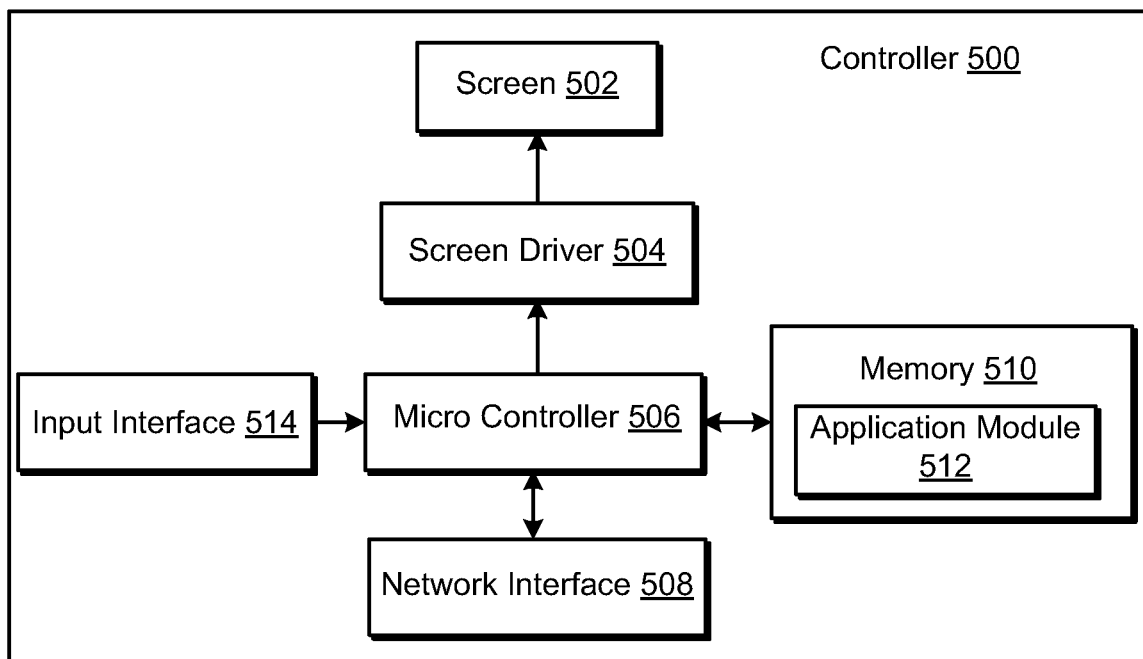 Controller 500
Screen 502
Screen Driver 504
Input Interface 514
Micro Controller 506
Memory 510
Application Module
512
Network Interface 508